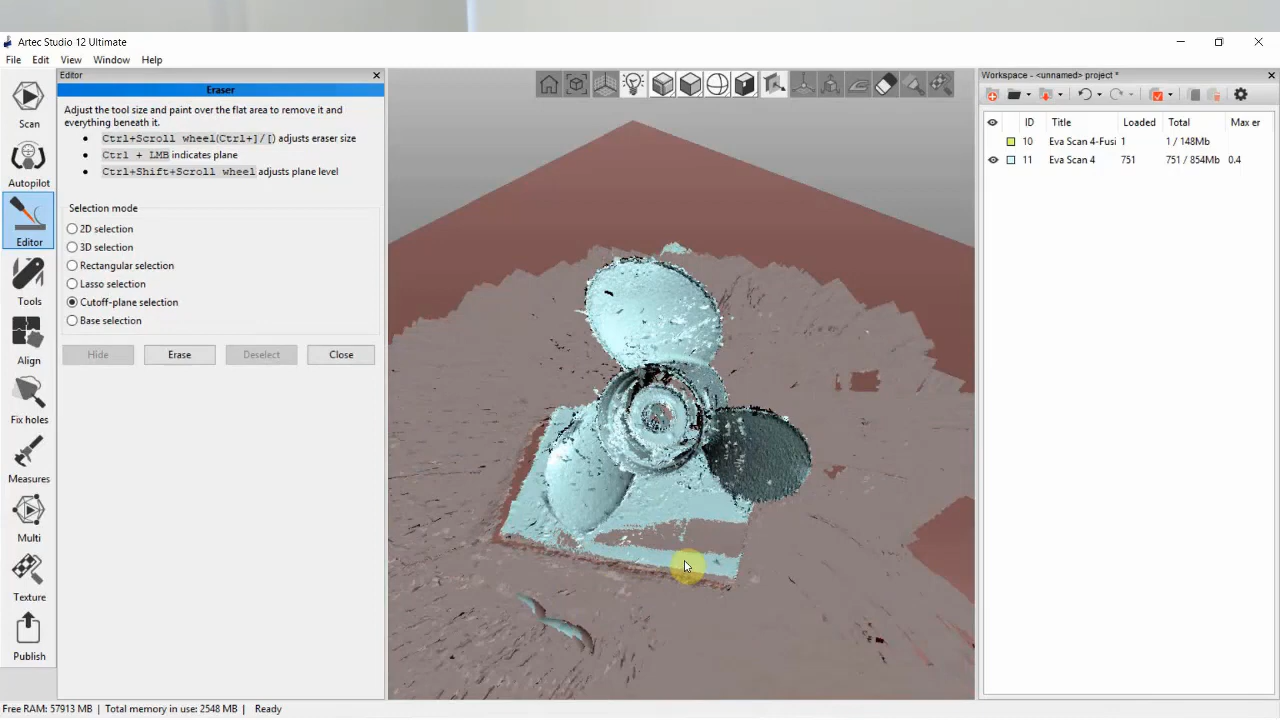 Artec Studio 12 Ultimate
File Edit View Window Help
Editor
Eraser
Adjust the tool size and paint over the flat area to remove it and
everything beneath it.
Ctrl+Scroll wheel(Ctrl+]/[) adjusts eraser size
Ctrl + LMB indicates plane
Ctrl+Shift+Scroll wheel adjusts plane level
Selection mode
2D selection
3D selection
Rectangular selection
Lasso selection
Cutoff-plane selection
Base selection
Hide Erase Deselect Close
Scan
Autopilot
Editor
Tools
Align
Fix holes
Measures
Multi
Texture
Publish
Workspace - <unnamed> project *
ID Title Loaded Total Max er
10 Eva Scan 4-Fusi 1 1 / 148Mb
11 Eva Scan 4 751 751 / 854Mb 0.4
Free RAM: 57913 MB | Total memory in use: 2548 MB | Ready